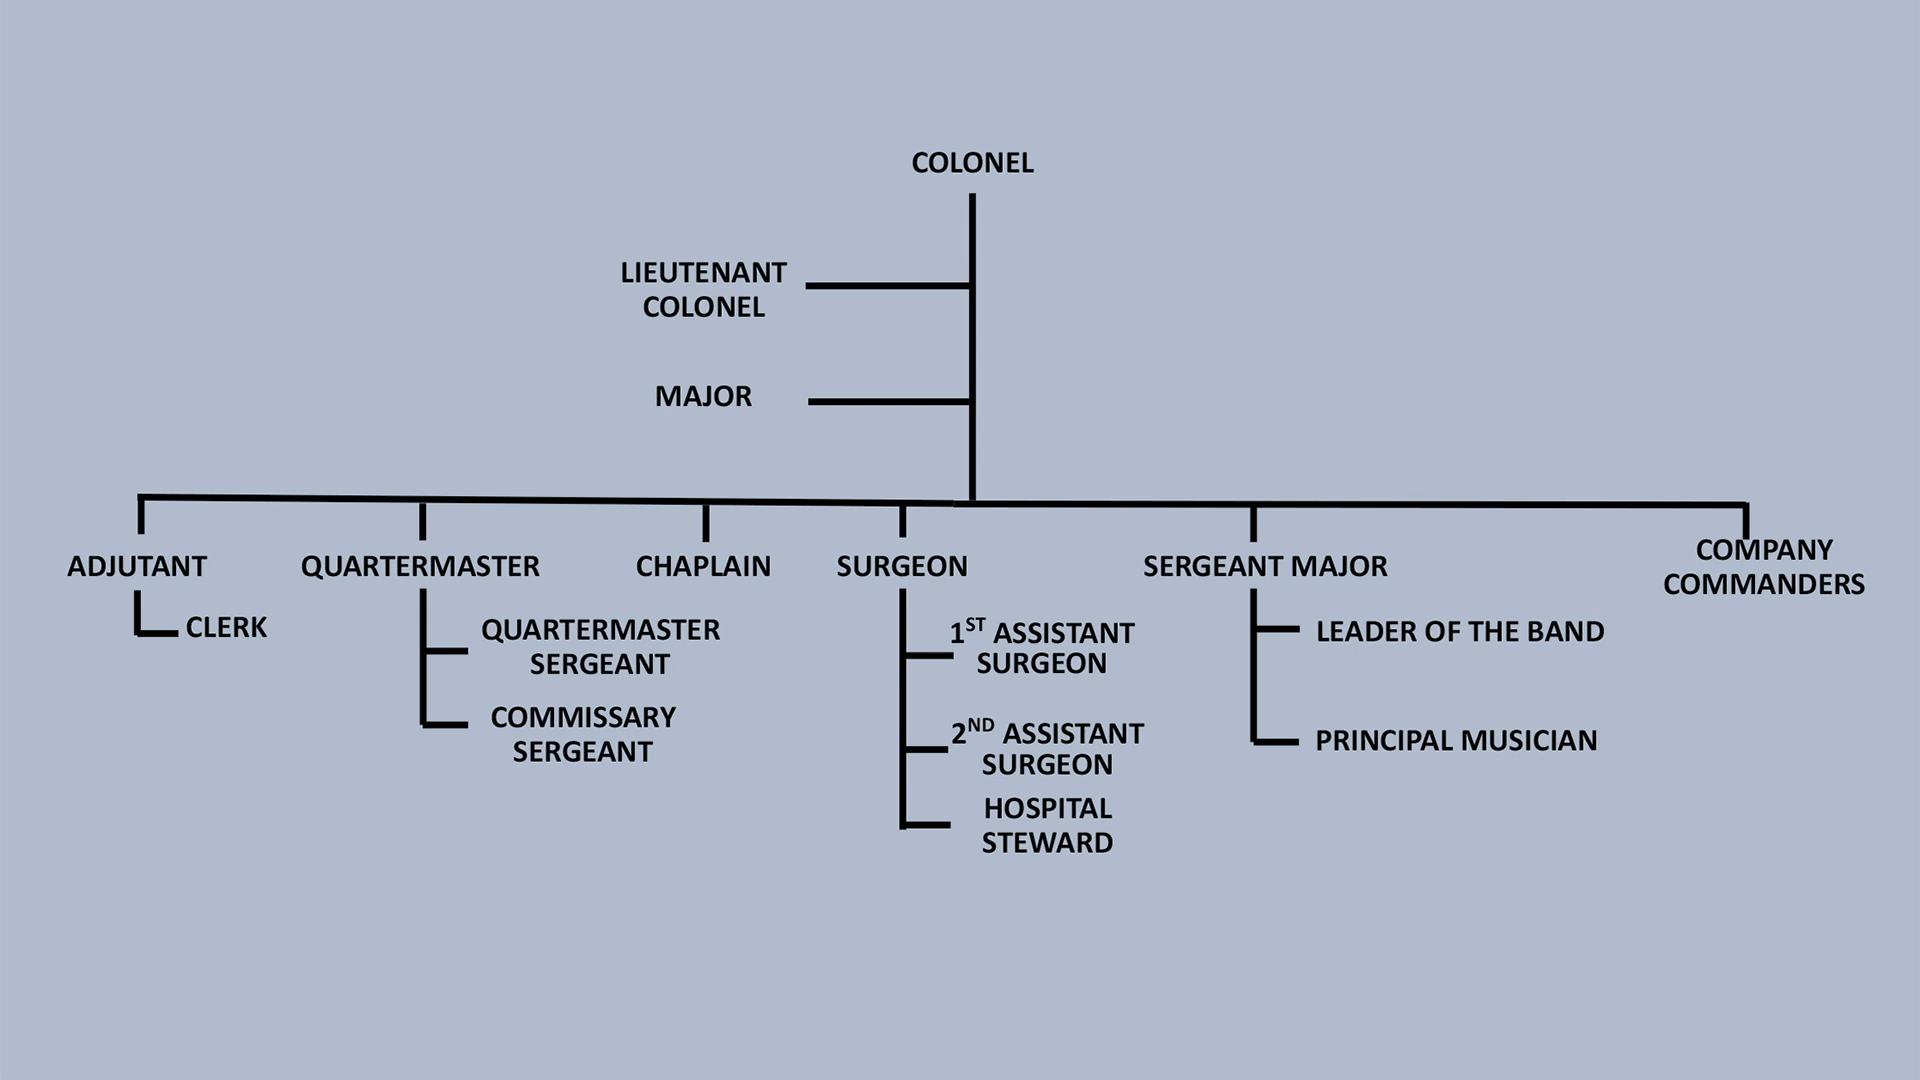 COLONEL
LIEUTENANT
COLONEL
MAJOR
ADJUTANT
CLERK
QUARTERMASTER
QUARTERMASTER
SERGEANT
COMMISSARY
SERGEANT
CHAPLAIN
SURGEON
1ST ASSISTANT
SURGEON
2ND ASSISTANT
SURGEON
HOSPITAL
STEWARD
SERGEANT MAJOR
LEADER OF THE BAND
PRINCIPAL MUSICIAN
COMPANY
COMMANDERS